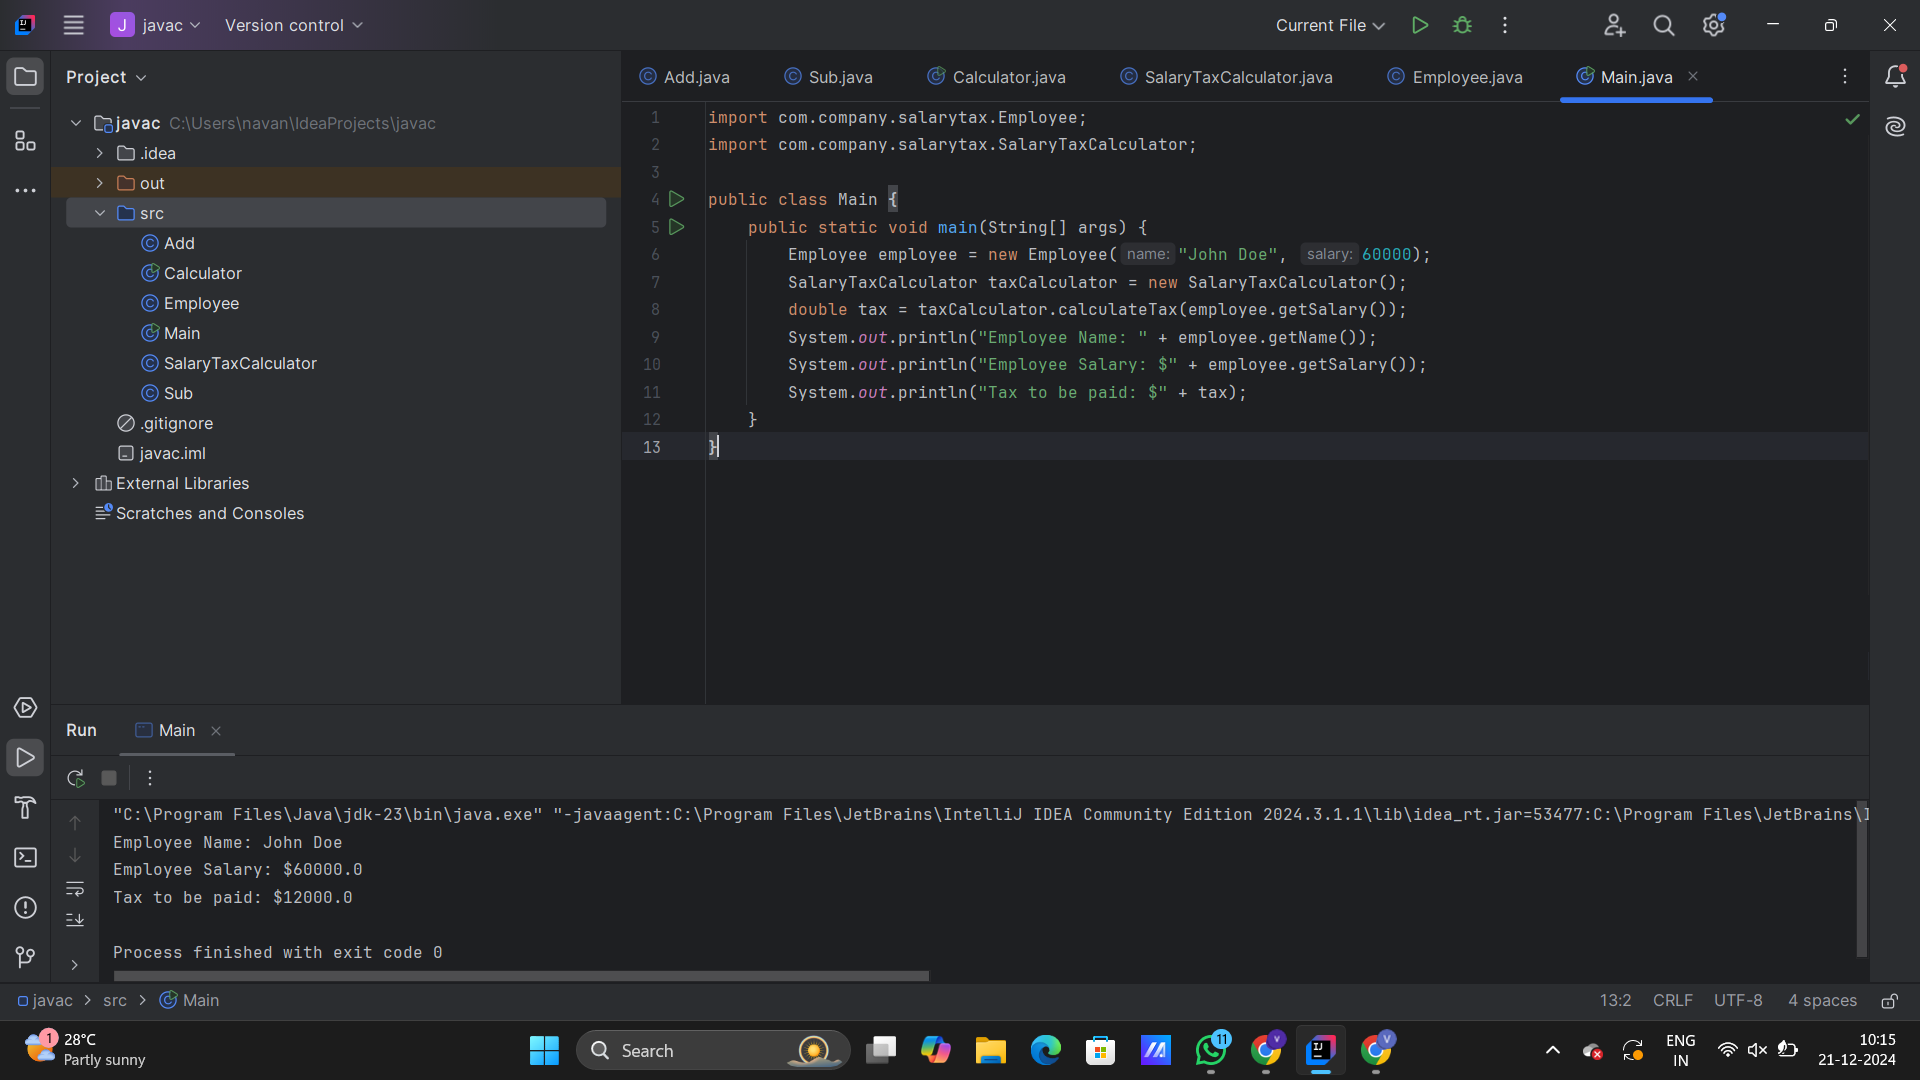 J javac Version control Current File
Project
Add.java Sub.java Calculator.java SalaryTaxCalculator.java Employee.java Main.java
javac C:\Users\navan\IdeaProjects\javac
.idea
out
src
Add
Calculator
Employee
Main
SalaryTaxCalculator
Sub
.gitignore
javac.iml
External Libraries
Scratches and Consoles
1 import com.company.salarytax.Employee;
2 import com.company.salarytax.SalaryTaxCalculator;
3
4 public class Main {
5 public static void main(String[] args) {
6 Employee employee = new Employee( name: "John Doe", salary: 60000);
7 SalaryTaxCalculator taxCalculator = new SalaryTaxCalculator();
8 double tax = taxCalculator.calculateTax(employee.getSalary());
9 System.out.println("Employee Name: " + employee.getName());
10 System.out.println("Employee Salary: $" + employee.getSalary());
11 System.out.println("Tax to be paid: $" + tax);
12 }
13 }
Run Main
"C:\Program Files\Java\jdk-23\bin\java.exe" "-javaagent:C:\Program Files\JetBrains\IntelliJ IDEA Community Edition 2024.3.1.1\lib\idea_rt.jar=53477:C:\Program Files\JetBrains\I
Employee Name: John Doe
Employee Salary: $60000.0
Tax to be paid: $12000.0
Process finished with exit code 0
javac > src > Main 13:2 CRLF UTF-8 4 spaces
1 28°C
Partly sunny
Search
11
V
V
ENG
IN
10:15
21-12-2024